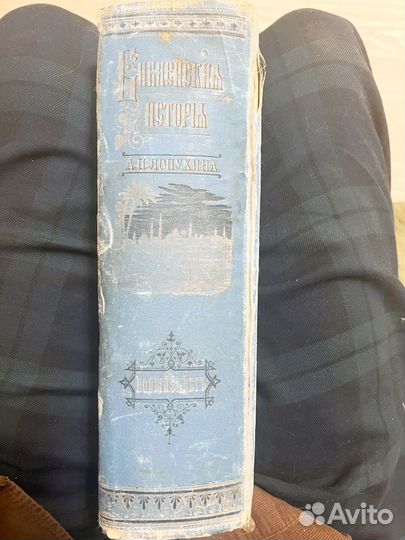 Библейская
Исторія
А.П. Лопухина
Avito